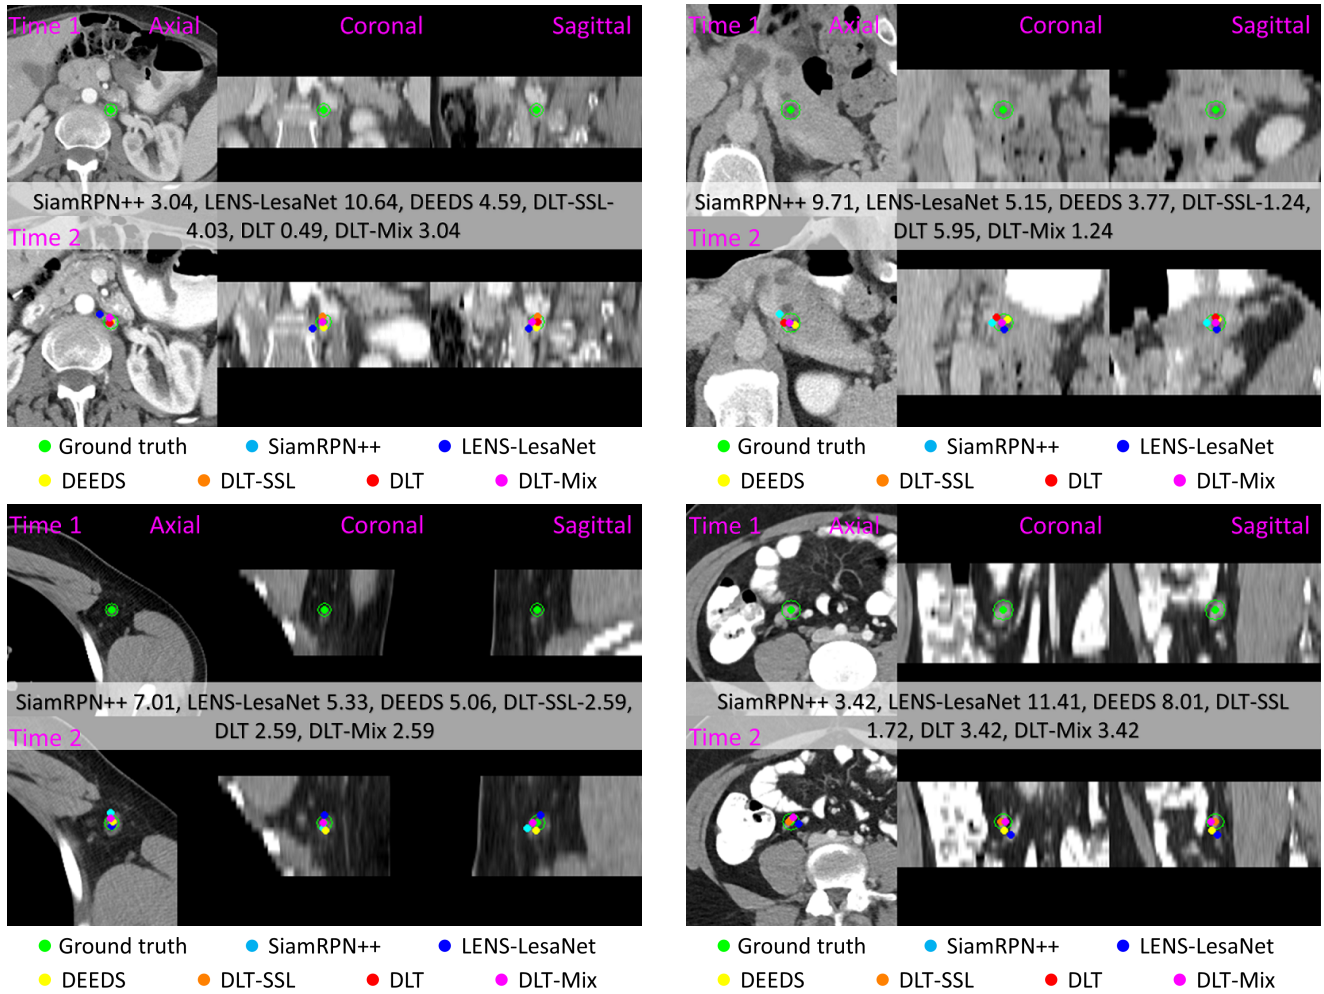 Time 1 Axial Coronal Sagittal
SiamRPN++ 3.04, LENS-LesaNet 10.64, DEEDS 4.59, DLT-SSL-
4.03, DLT 0.49, DLT-Mix 3.04
Time 2
Ground truth SiamRPN++ LENS-LesaNet
DEEDS DLT-SSL DLT DLT-Mix
Time 1 Axial Coronal Sagittal
SiamRPN++ 9.71, LENS-LesaNet 5.15, DEEDS 3.77, DLT-SSL-1.24,
DLT 5.95, DLT-Mix 1.24
Time 2
Ground truth SiamRPN++ LENS-LesaNet
DEEDS DLT-SSL DLT DLT-Mix
Time 1 Axial Coronal Sagittal
SiamRPN++ 7.01, LENS-LesaNet 5.33, DEEDS 5.06, DLT-SSL-2.59,
DLT 2.59, DLT-Mix 2.59
Time 2
Ground truth SiamRPN++ LENS-LesaNet
DEEDS DLT-SSL DLT DLT-Mix
Time 1 Axial Coronal Sagittal
SiamRPN++ 3.42, LENS-LesaNet 11.41, DEEDS 8.01, DLT-SSL
1.72, DLT 3.42, DLT-Mix 3.42
Time 2
Ground truth SiamRPN++ LENS-LesaNet
DEEDS DLT-SSL DLT DLT-Mix